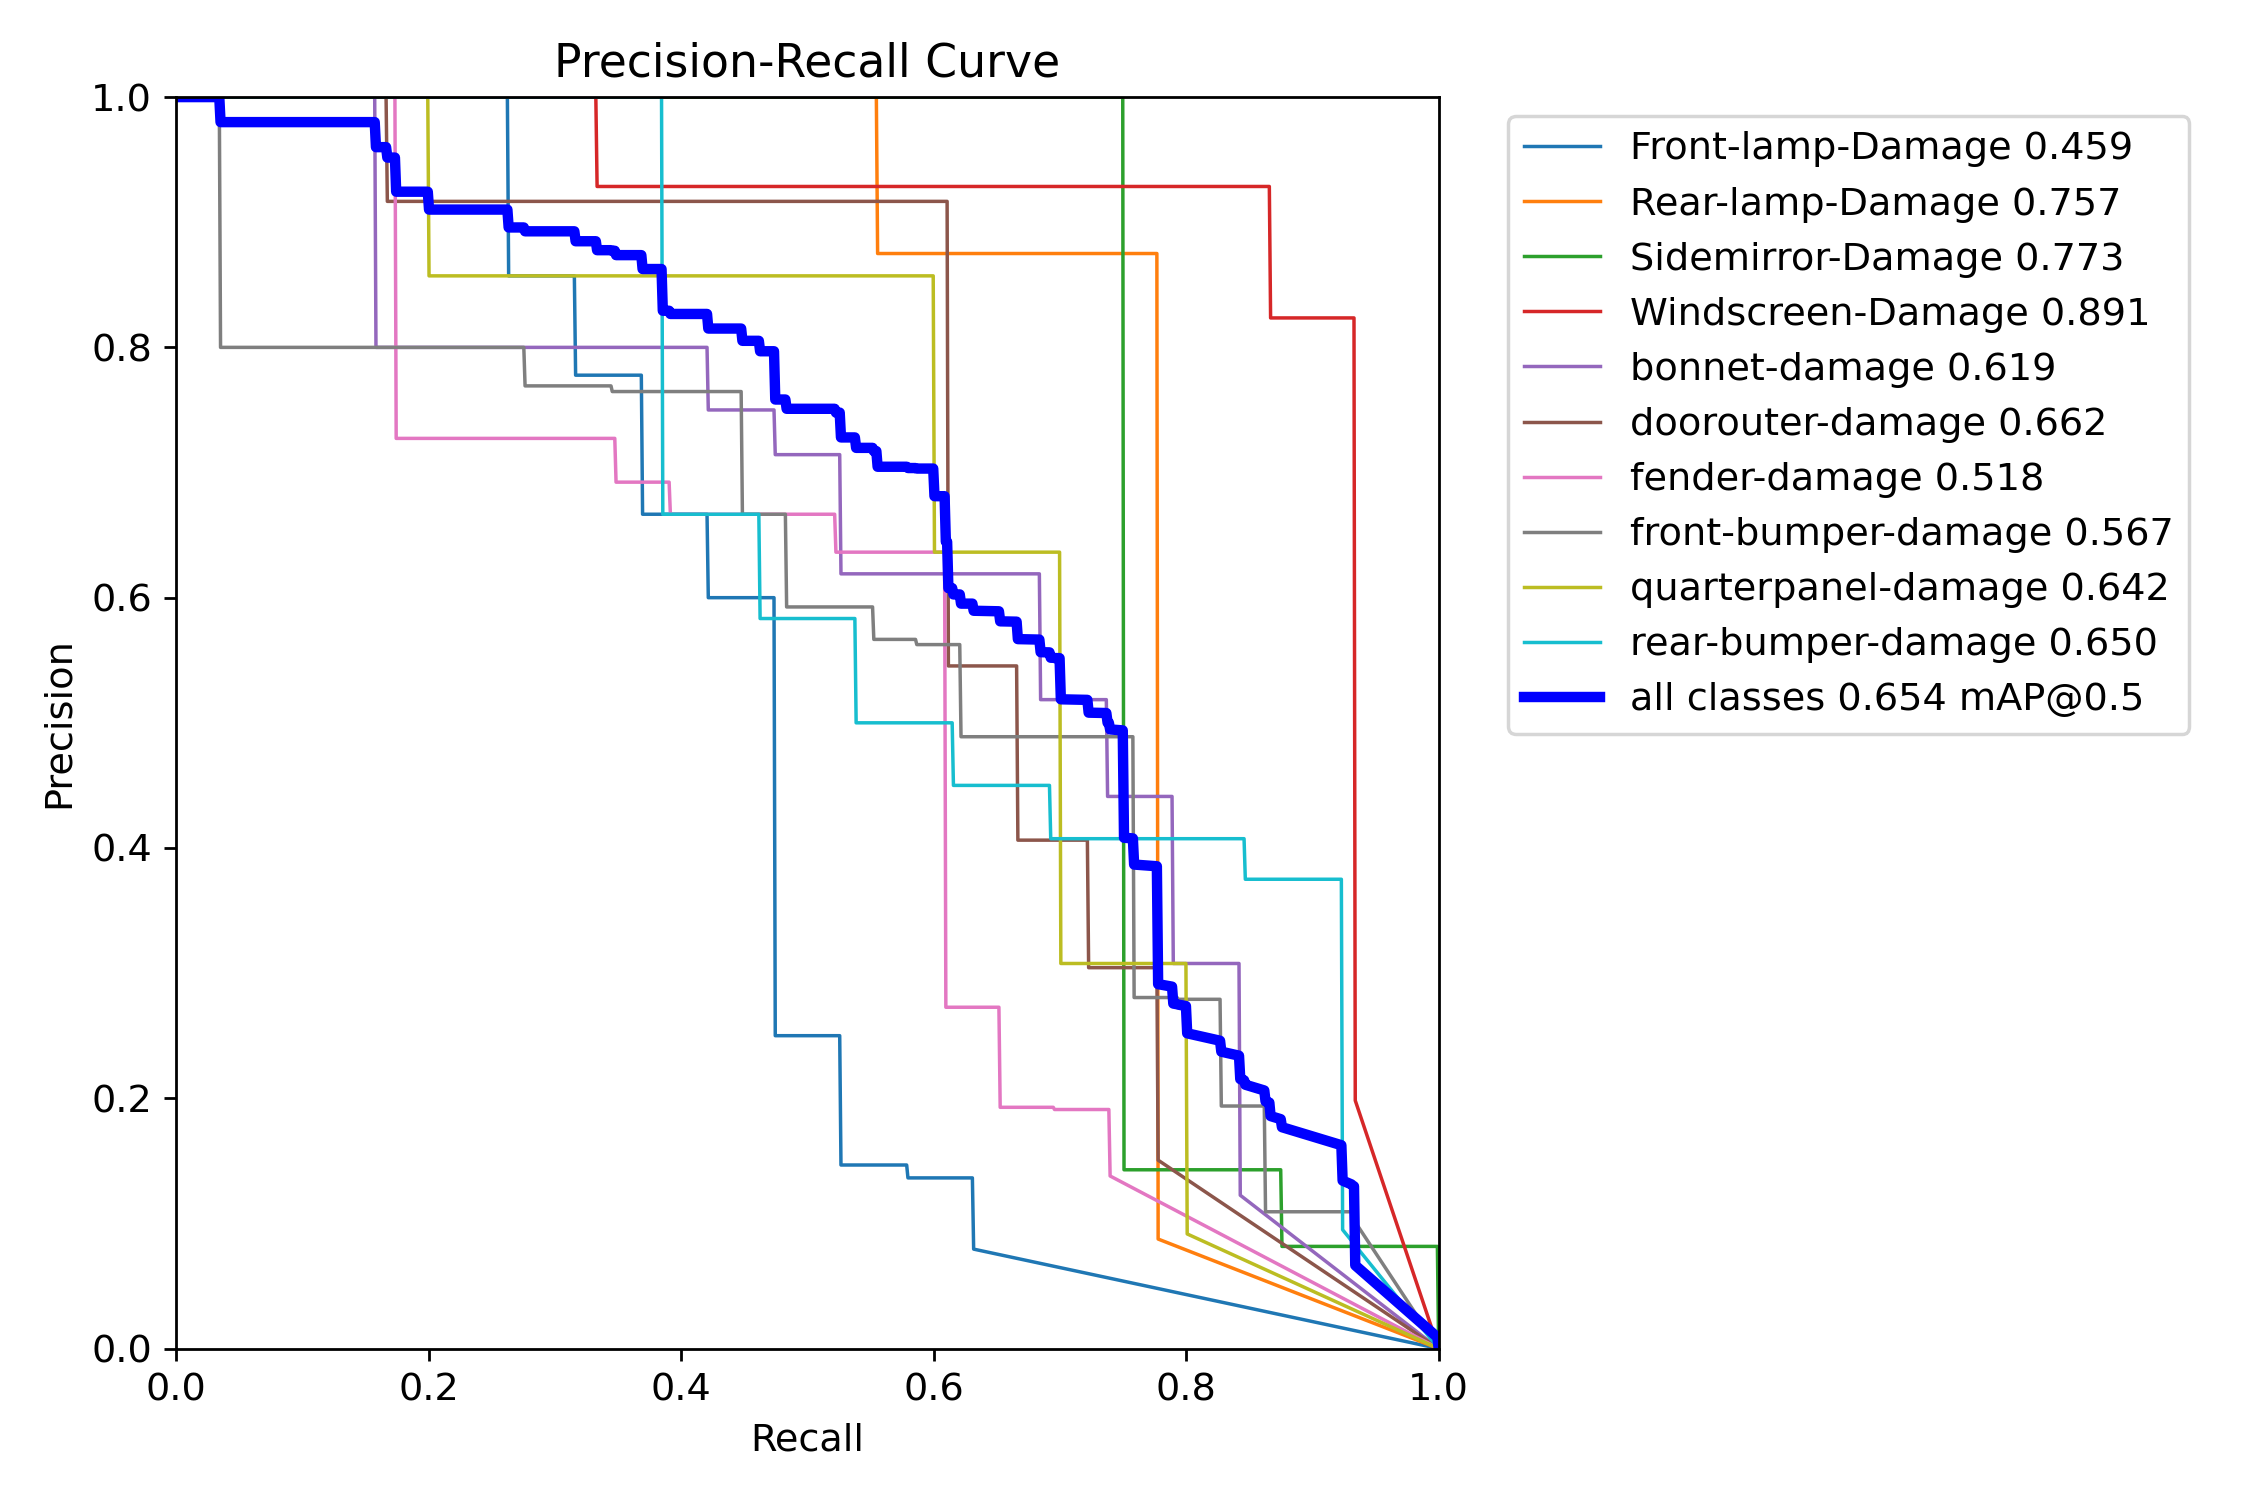 Precision-Recall Curve
1.0
0.8
0.6
0.4
0.2
0.0
Precision
0.0 0.2 0.4 0.6 0.8 1.0
Recall
Front-lamp-Damage 0.459
Rear-lamp-Damage 0.757
Sidemirror-Damage 0.773
Windscreen-Damage 0.891
bonnet-damage 0.619
doorouter-damage 0.662
fender-damage 0.518
front-bumper-damage 0.567
quarterpanel-damage 0.642
rear-bumper-damage 0.650
all classes 0.654 mAP@0.5